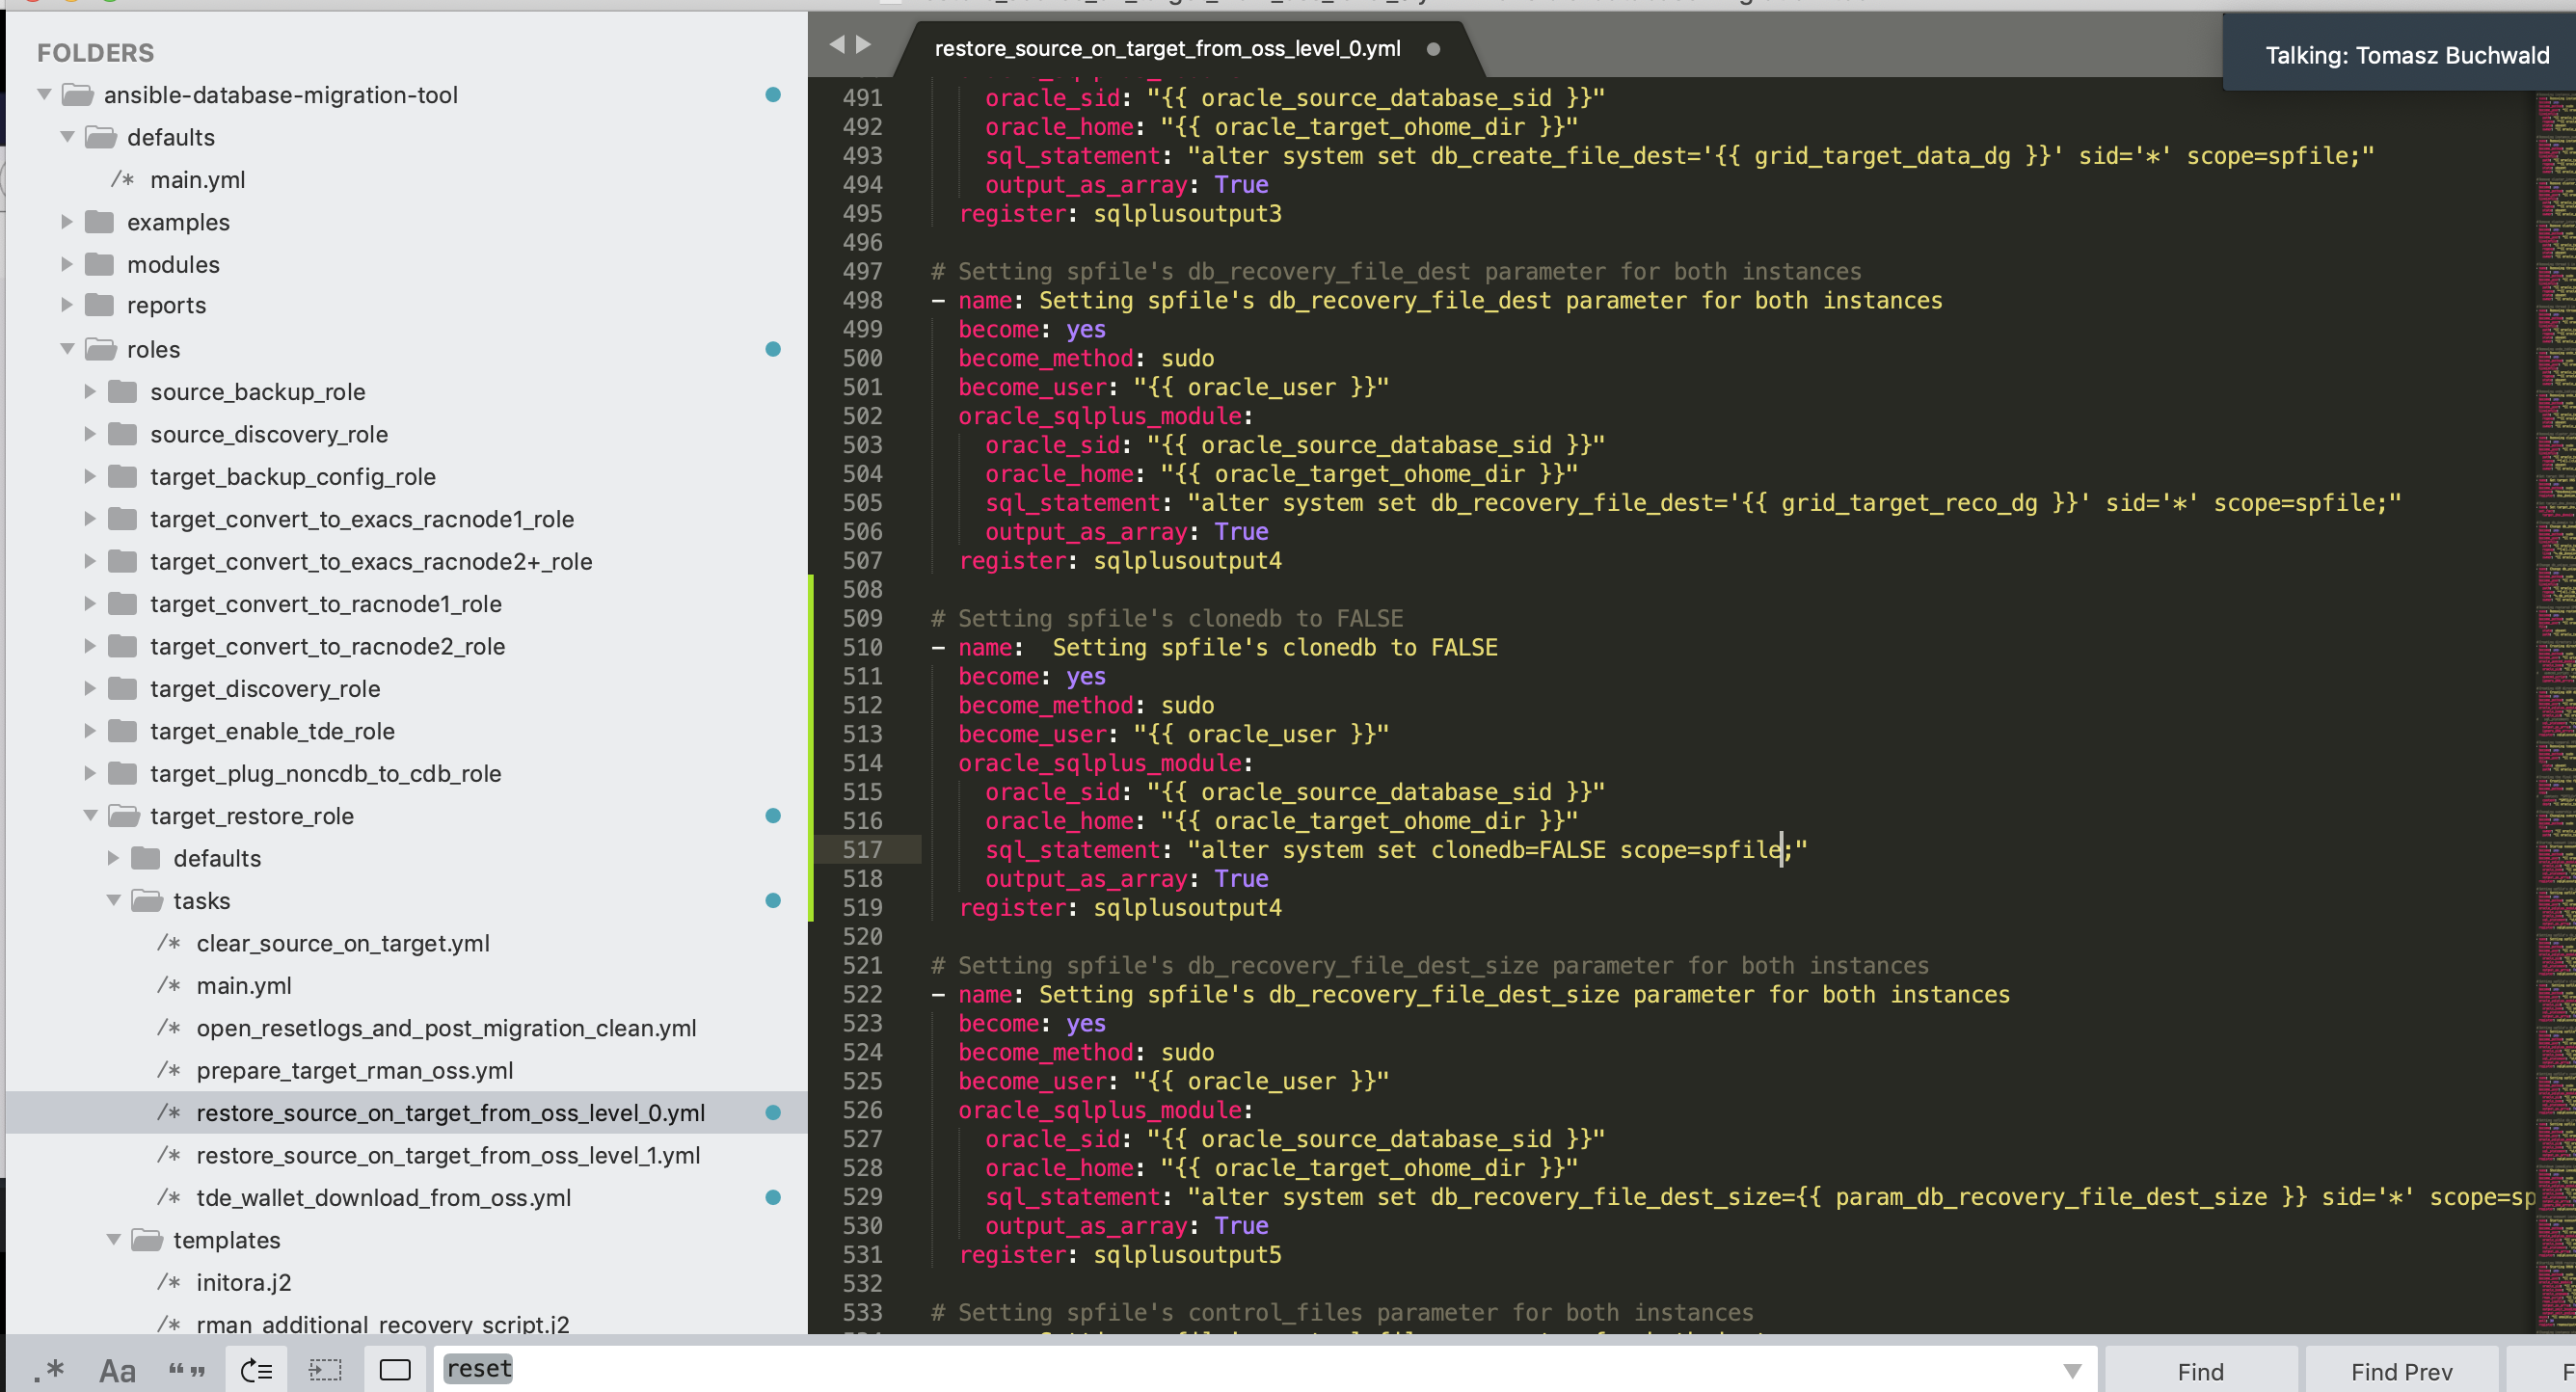 Talking: Tomasz Buchwald
FOLDERS
ansible-database-migration-tool
defaults
/* main.yml
examples
modules
reports
roles
source_backup_role
source_discovery_role
target_backup_config_role
target_convert_to_exacs_racnode1_role
target_convert_to_exacs_racnode2+_role
target_convert_to_racnode1_role
target_convert_to_racnode2_role
target_discovery_role
target_enable_tde_role
target_plug_noncdb_to_cdb_role
target_restore_role
defaults
tasks
/* clear_source_on_target.yml
/* main.yml
/* open_resetlogs_and_post_migration_clean.yml
/* prepare_target_rman_oss.yml
/* restore_source_on_target_from_oss_level_0.yml
/* restore_source_on_target_from_oss_level_1.yml
/* tde_wallet_download_from_oss.yml
templates
/* initora.j2
/* rman_additional_recovery_script.j2
restore_source_on_target_from_oss_level_0.yml
491 oracle_sid: "{{ oracle_source_database_sid }}"
492 oracle_home: "{{ oracle_target_ohome_dir }}"
493 sql_statement: "alter system set db_create_file_dest='{{ grid_target_data_dg }}' sid='*' scope=spfile;"
494 output_as_array: True
495 register: sqlplusoutput3
496
497 # Setting spfile's db_recovery_file_dest parameter for both instances
498 - name: Setting spfile's db_recovery_file_dest parameter for both instances
499 become: yes
500 become_method: sudo
501 become_user: "{{ oracle_user }}"
502 oracle_sqlplus_module:
503 oracle_sid: "{{ oracle_source_database_sid }}"
504 oracle_home: "{{ oracle_target_ohome_dir }}"
505 sql_statement: "alter system set db_recovery_file_dest='{{ grid_target_reco_dg }}' sid='*' scope=spfile;"
506 output_as_array: True
507 register: sqlplusoutput4
508
509 # Setting spfile's clonedb to FALSE
510 - name:  Setting spfile's clonedb to FALSE
511 become: yes
512 become_method: sudo
513 become_user: "{{ oracle_user }}"
514 oracle_sqlplus_module:
515 oracle_sid: "{{ oracle_source_database_sid }}"
516 oracle_home: "{{ oracle_target_ohome_dir }}"
517 sql_statement: "alter system set clonedb=FALSE scope=spfile;"
518 output_as_array: True
519 register: sqlplusoutput4
520
521 # Setting spfile's db_recovery_file_dest_size parameter for both instances
522 - name: Setting spfile's db_recovery_file_dest_size parameter for both instances
523 become: yes
524 become_method: sudo
525 become_user: "{{ oracle_user }}"
526 oracle_sqlplus_module:
527 oracle_sid: "{{ oracle_source_database_sid }}"
528 oracle_home: "{{ oracle_target_ohome_dir }}"
529 sql_statement: "alter system set db_recovery_file_dest_size={{ param_db_recovery_file_dest_size }} sid='*' scope=sp
530 output_as_array: True
531 register: sqlplusoutput5
532
533 # Setting spfile's control_files parameter for both instances
.* Aa “ ” reset Find Find Prev F